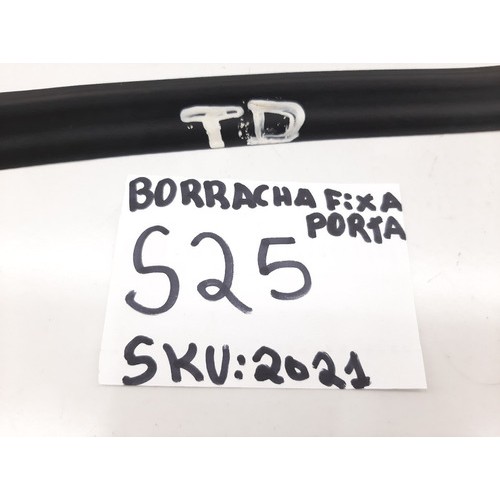 TD
BORRACHA FIXA
PORTA
S25
SKU:2021